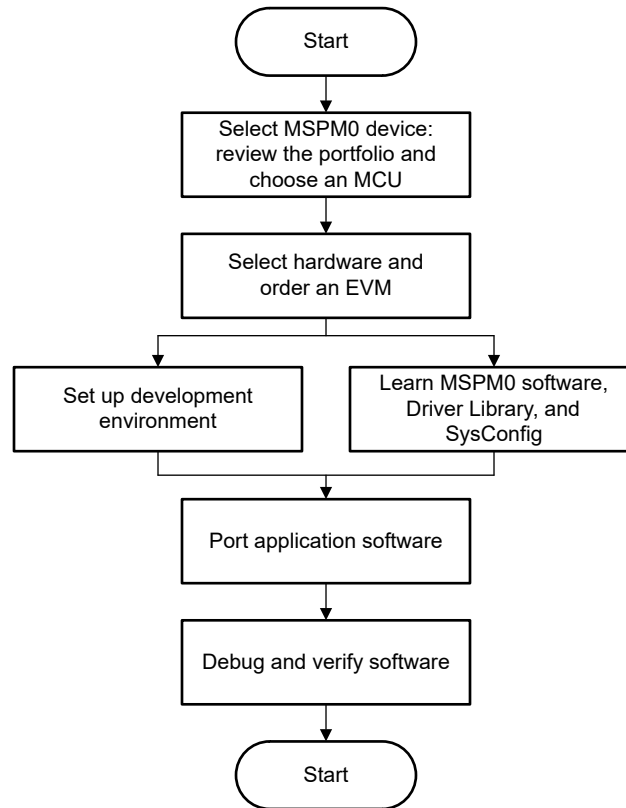 Start
Select MSPM0 device:
review the portfolio and
choose an MCU
Select hardware and
order an EVM
Set up development
environment
Learn MSPM0 software,
Driver Library, and
SysConfig
Port application software
Debug and verify software
Start